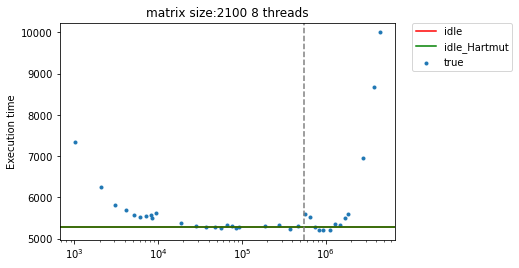 matrix size:2100 8 threads
Execution time
10000
9000
8000
7000
6000
5000
10³
10⁴
10⁵
10⁶
idle
idle_Hartmut
true